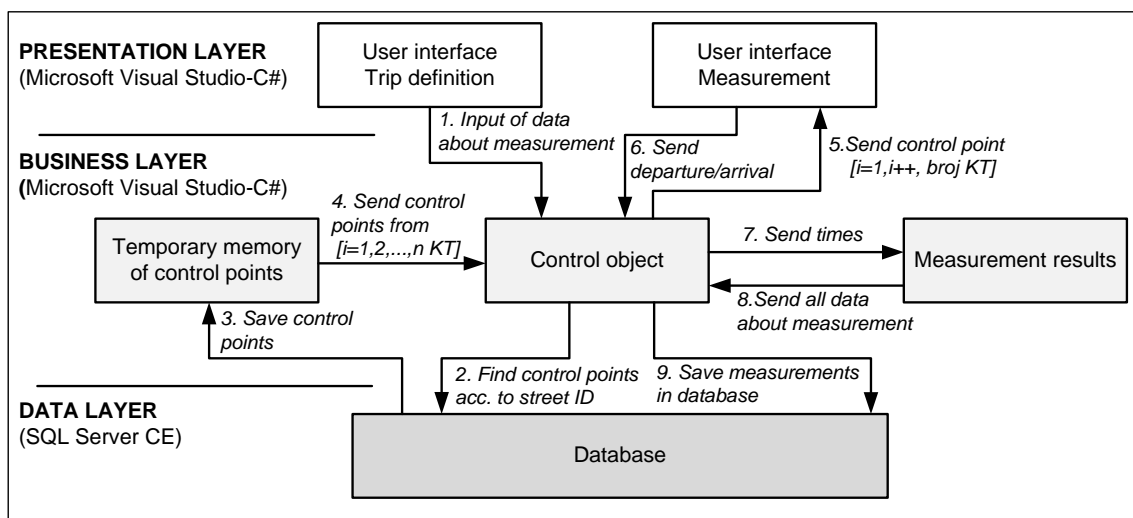 PRESENTATION LAYER
(Microsoft Visual Studio-C#)
User interface
Trip definition
User interface
Measurement
1. Input of data
about measurement
6. Send
departure/arrival
5.Send control point
[i=1,i++, broj KT]
BUSINESS LAYER
(Microsoft Visual Studio-C#)
4. Send control
points from
[i=1,2,...,n KT]
Temporary memory
of control points
Control object
7. Send times
Measurement results
8.Send all data
about measurement
3. Save control
points
2. Find control points
acc. to street ID
9. Save measurements
in database
DATA LAYER
(SQL Server CE)
Database